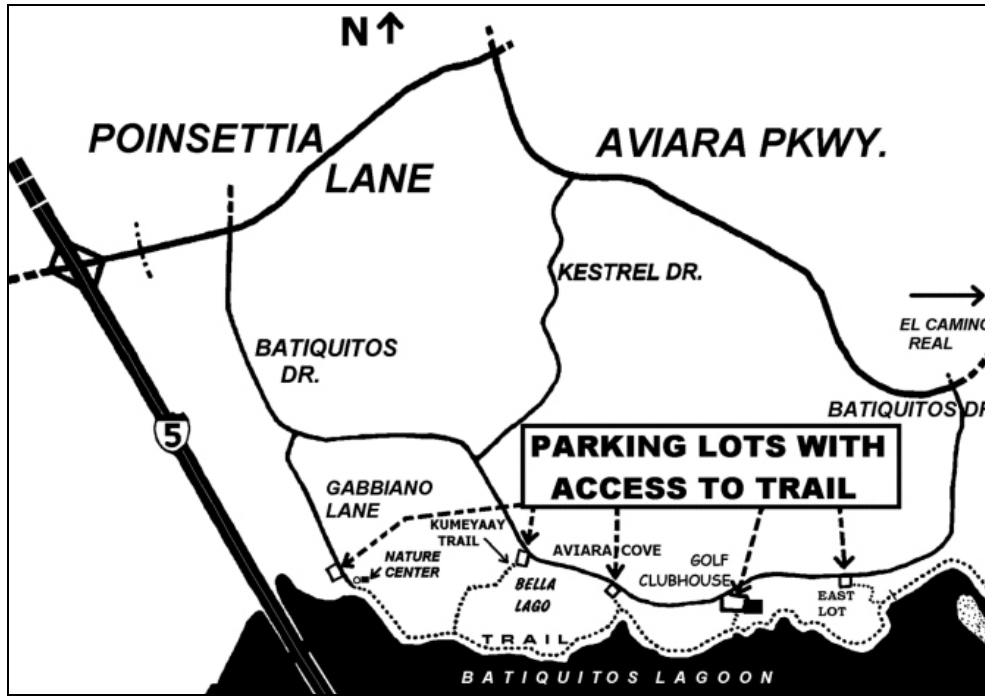 N
POINSETTIA
LANE
AVIARA PKWY.
KESTREL DR.
EL CAMINO
REAL
BATIQUITOS
DR.
BATIQUITOS DR
5
PARKING LOTS WITH
ACCESS TO TRAIL
GABBIANO
LANE
KUMEYAAY
TRAIL
NATURE
CENTER
BELLA
LAGO
AVIARA COVE
GOLF
CLUBHOUSE
EAST
LOT
TRAIL
BATIQUITOS LAGOON